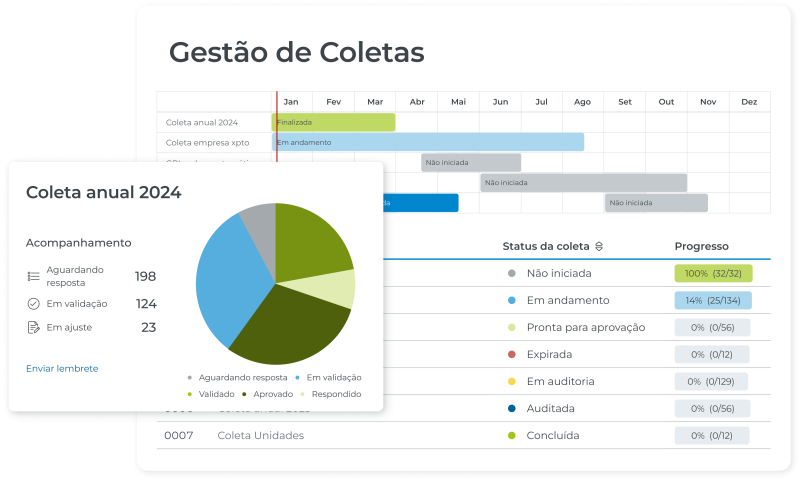 Gestão de Coletas
Jan Fev Mar Abr Mai Jun Jul Ago Set Out Nov Dez
Coleta anual 2024 Finalizada
Coleta empresa xpto Em andamento
Não iniciada
Não iniciada
Não iniciada
Coleta anual 2024
Acompanhamento
Aguardando
resposta 198
Em validação 124
Em ajuste 23
Enviar lembrete
Aguardando resposta Em validação
Validado Aprovado Respondido
Status da coleta Progresso
Não iniciada 100% (32/32)
Em andamento 14% (25/134)
Pronta para aprovação 0% (0/56)
Expirada 0% (0/12)
Em auditoria 0% (0/129)
Auditada 0% (0/56)
0007 Coleta Unidades Concluída 0% (0/12)